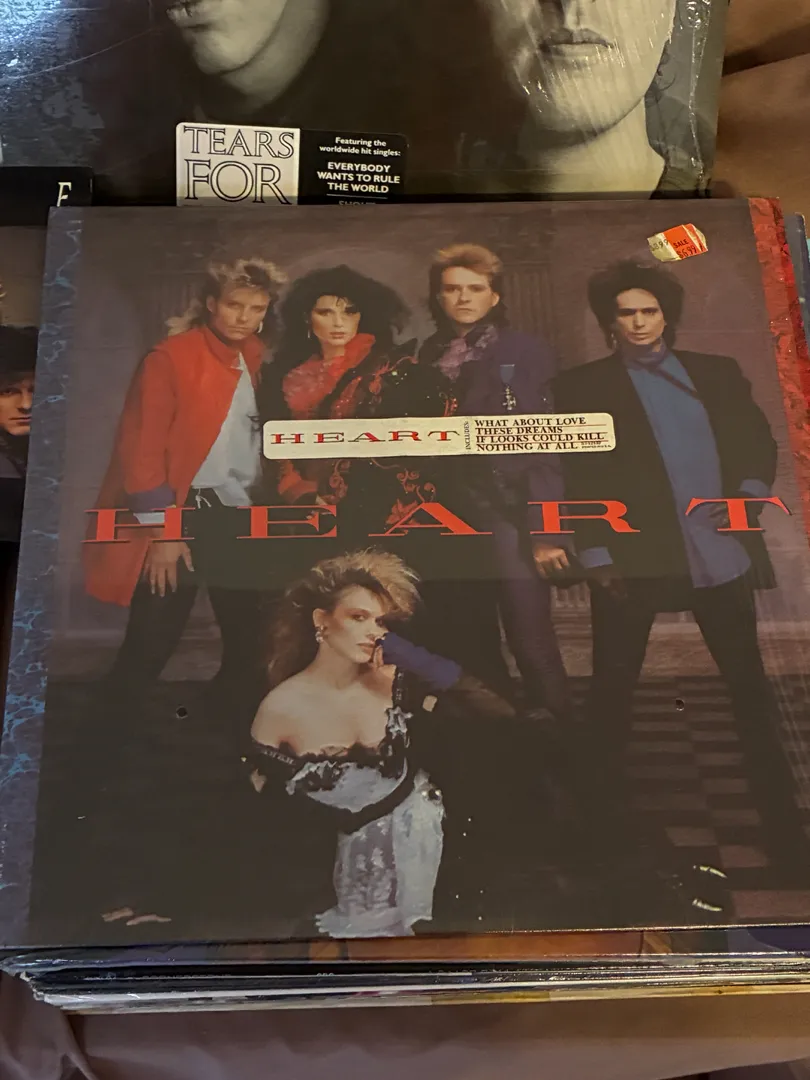 TEARS
FOR
Featuring the
worldwide hit singles:
EVERYBODY
WANTS TO RULE
THE WORLD
F
SALE
HEART
INCLUDES:
WHAT ABOUT LOVE
THESE DREAMS
IF LOOKS COULD KILL
NOTHING AT ALL
HEART